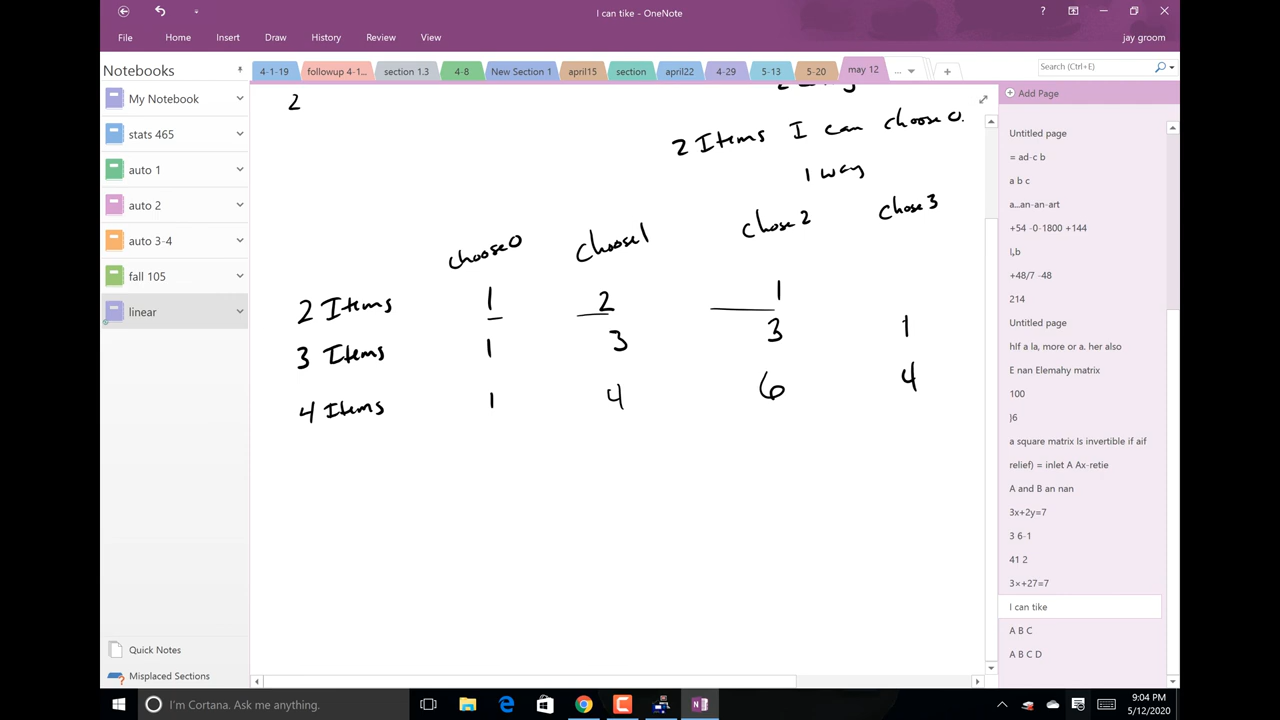 I can tike - OneNote
?
File Home Insert Draw History Review View
jay groom
Notebooks
4-1-19 followup 4-1... section 1.3 4-8 New Section 1 april15 section april22 4-29 5-13 5-20 may 12 ... +
Search (Ctrl+E)
My Notebook
stats 465
auto 1
auto 2
auto 3-4
fall 105
linear
Quick Notes
Misplaced Sections
2
2 Items I can choose 0.
1 way
choose 0 choose 1 chose 2 chose 3
2 Items 1 2 1
3 Items 1 3 3 1
4 Items 1 4 6 4
Add Page
Untitled page
= ad-c b
a b c
a...an-an-art
+54 -0-1800 +144
l,b
+48/7 -48
214
Untitled page
hIf a la, more or a. her also
E nan Elemahy matrix
100
)6
a square matrix Is invertible if aif
relief) = inlet A Ax-retie
A and B an nan
3x+2y=7
3 6-1
41 2
3×+27=7
I can tike
A B C
A B C D
I'm Cortana. Ask me anything.
9:04 PM
5/12/2020